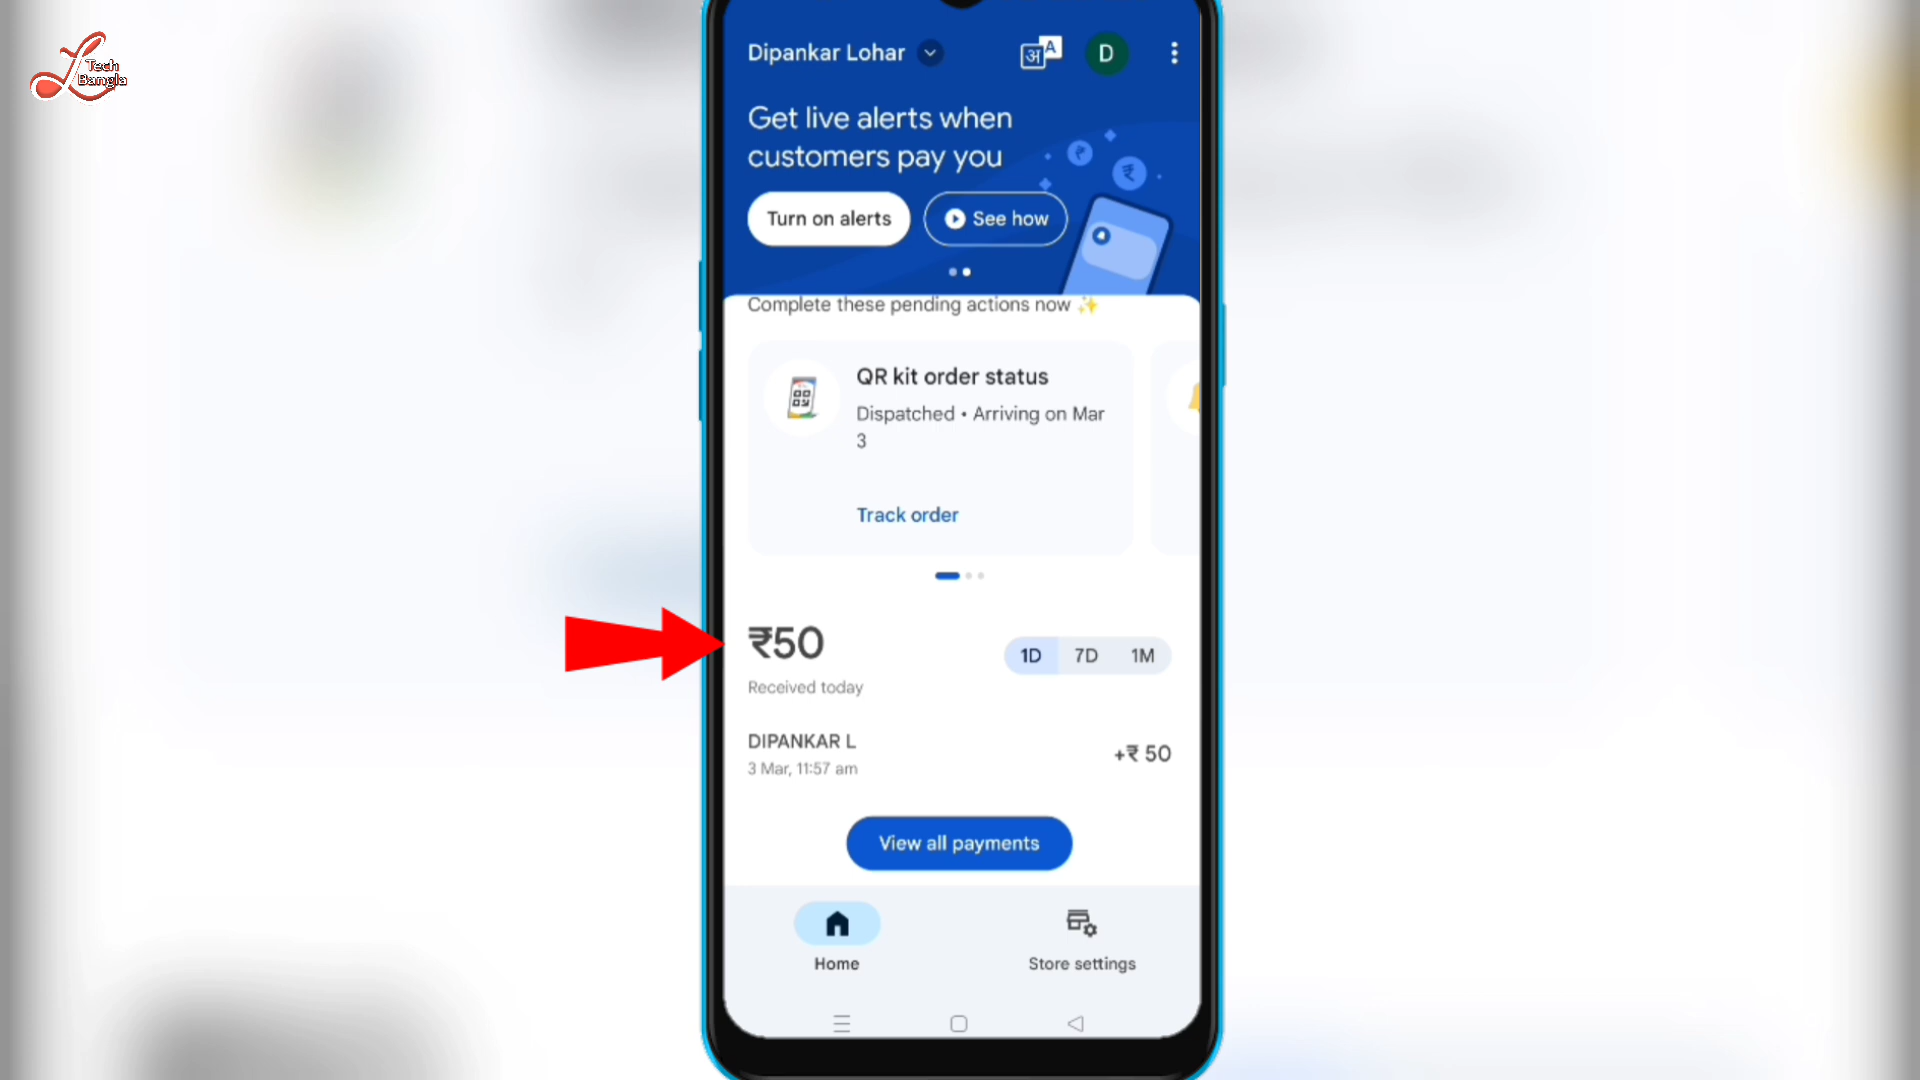 Tech
Bangla
Dipankar Lohar
अ A
D
Get live alerts when
customers pay you
Turn on alerts
See how
Complete these pending actions now ✨
QR kit order status
Dispatched • Arriving on Mar
3
Track order
₹50
1D 7D 1M
Received today
DIPANKAR L
3 Mar, 11:57 am
+₹ 50
View all payments
Home
Store settings